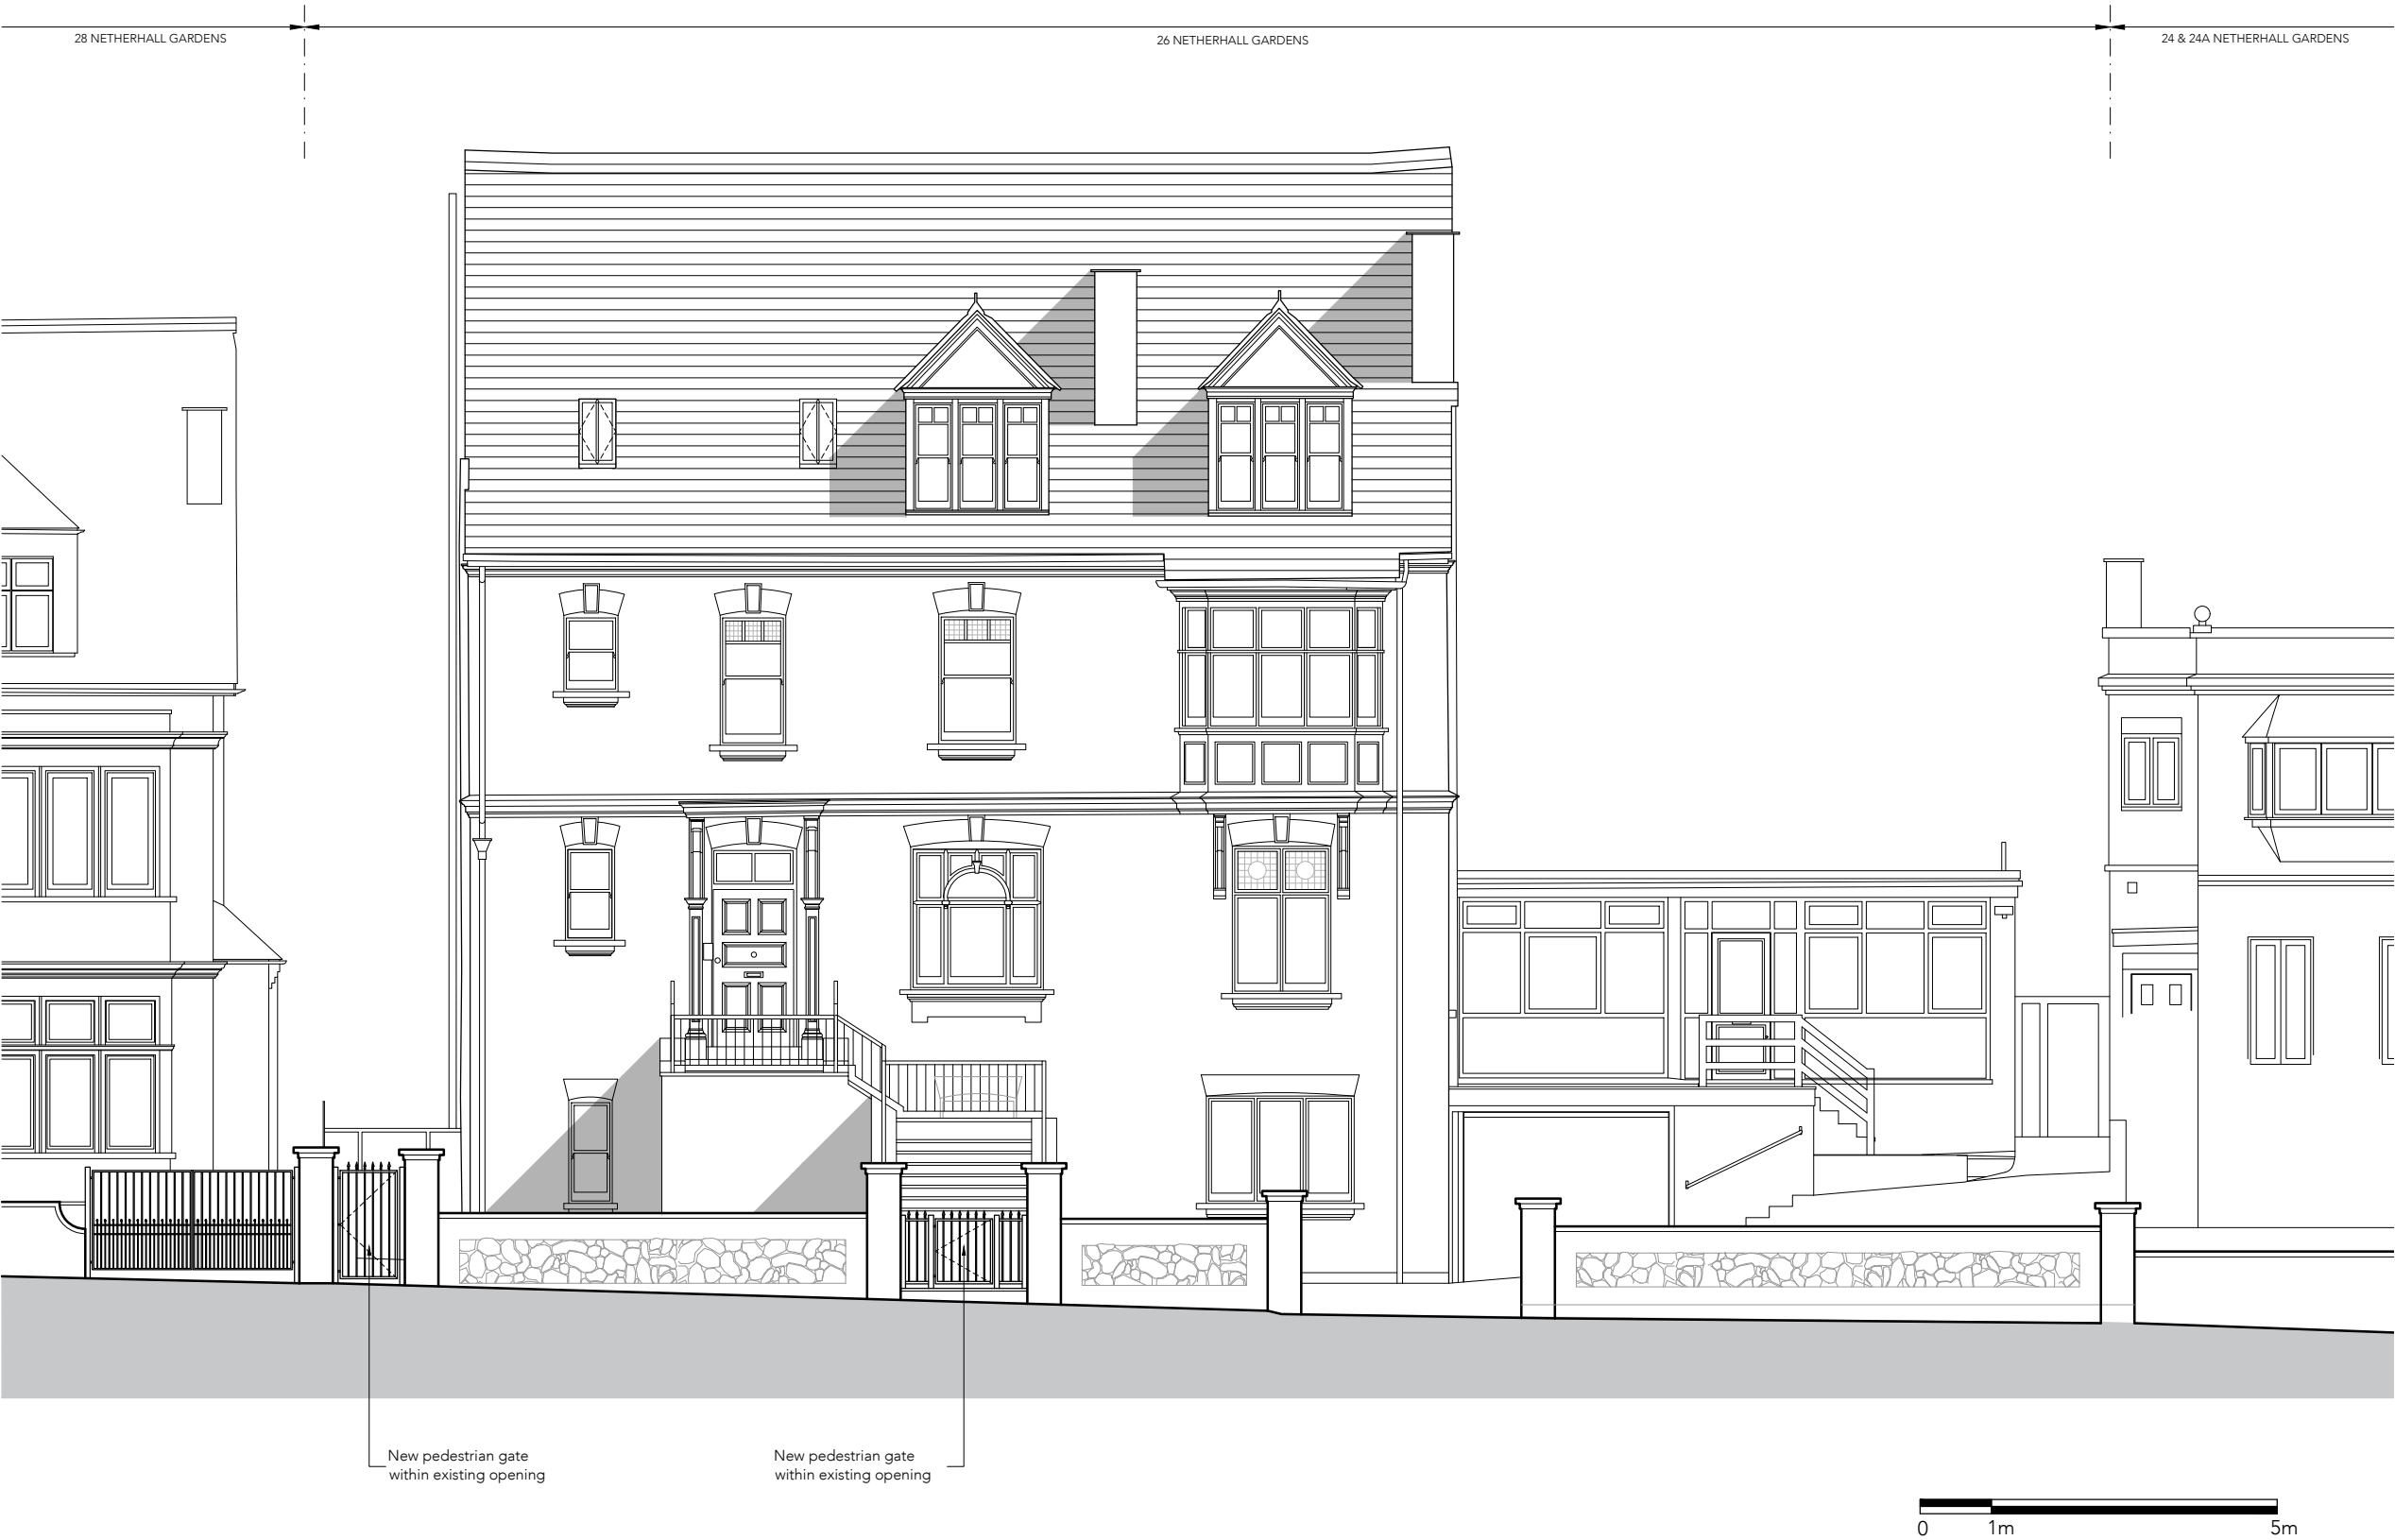 28 NETHERHALL GARDENS
26 NETHERHALL GARDENS
24 & 24A NETHERHALL GARDENS
New pedestrian gate
within existing opening
New pedestrian gate
within existing opening
0 1m 5m